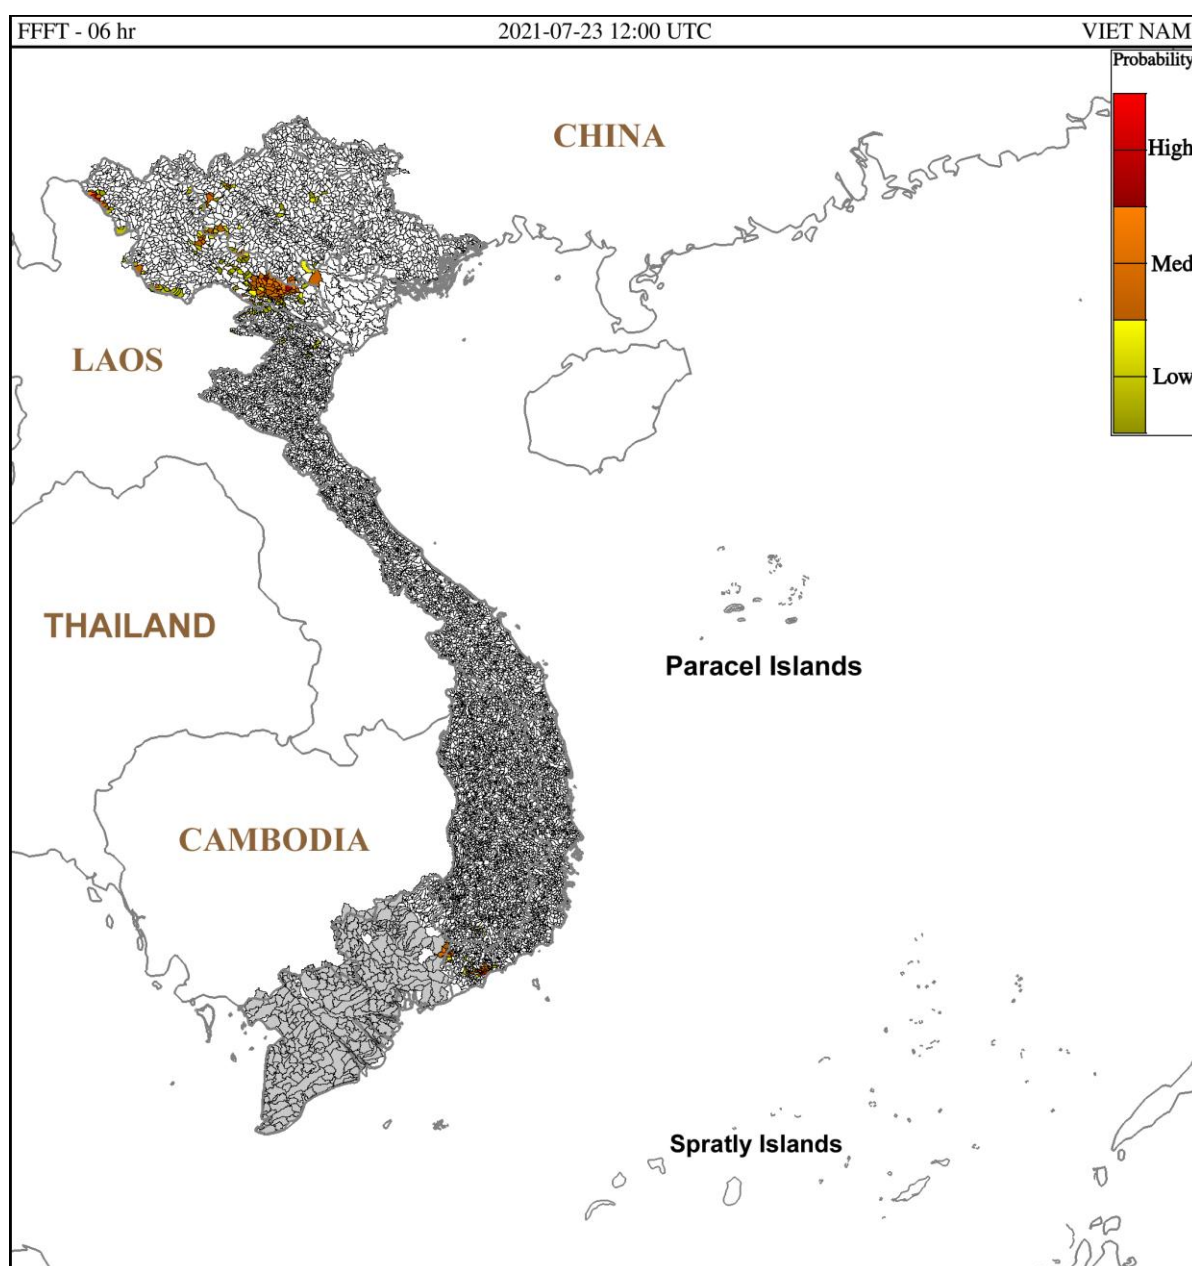 FFFT - 06 hr 2021-07-23 12:00 UTC VIET NAM
Probability
High
Med
Low
CHINA
LAOS
THAILAND
Paracel Islands
CAMBODIA
Spratly Islands